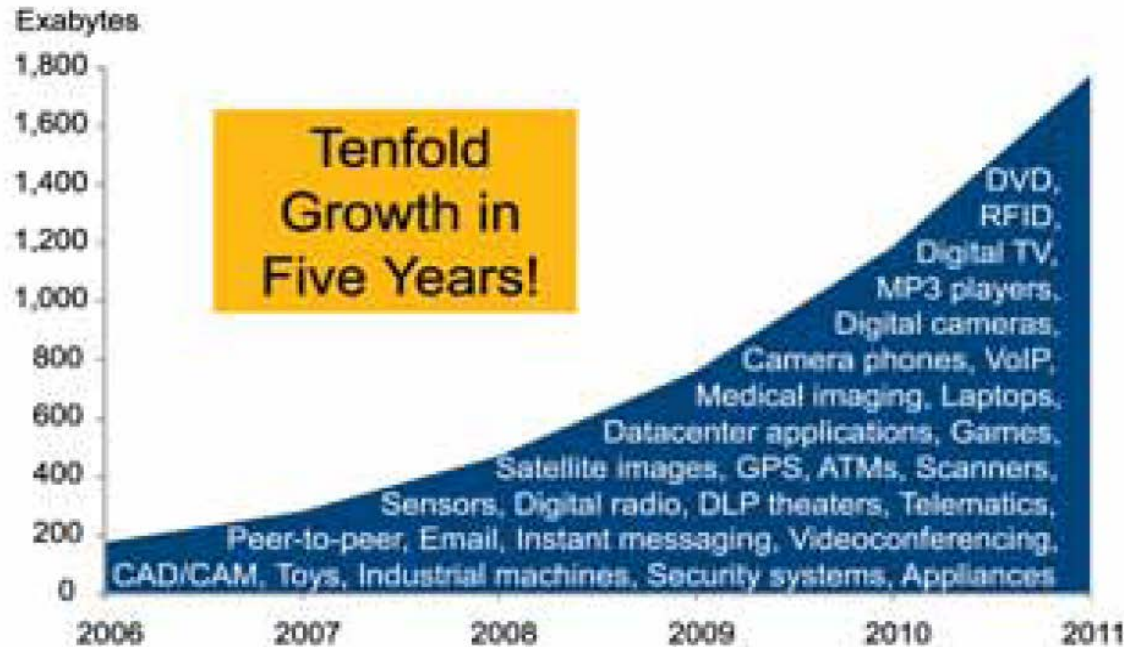 Exabytes
1,800
1,600
1,400
1,200
1,000
800
600
400
200
0
Tenfold
Growth in
Five Years!
DVD,
RFID,
Digital TV,
MP3 players,
Digital cameras,
Camera phones, VoIP,
Medical imaging, Laptops,
Datacenter applications, Games,
Satellite images, GPS, ATMs, Scanners,
Sensors, Digital radio, DLP theaters, Telematics,
Peer-to-peer, Email, Instant messaging, Videoconferencing,
CAD/CAM, Toys, Industrial machines, Security systems, Appliances
2006 2007 2008 2009 2010 2011